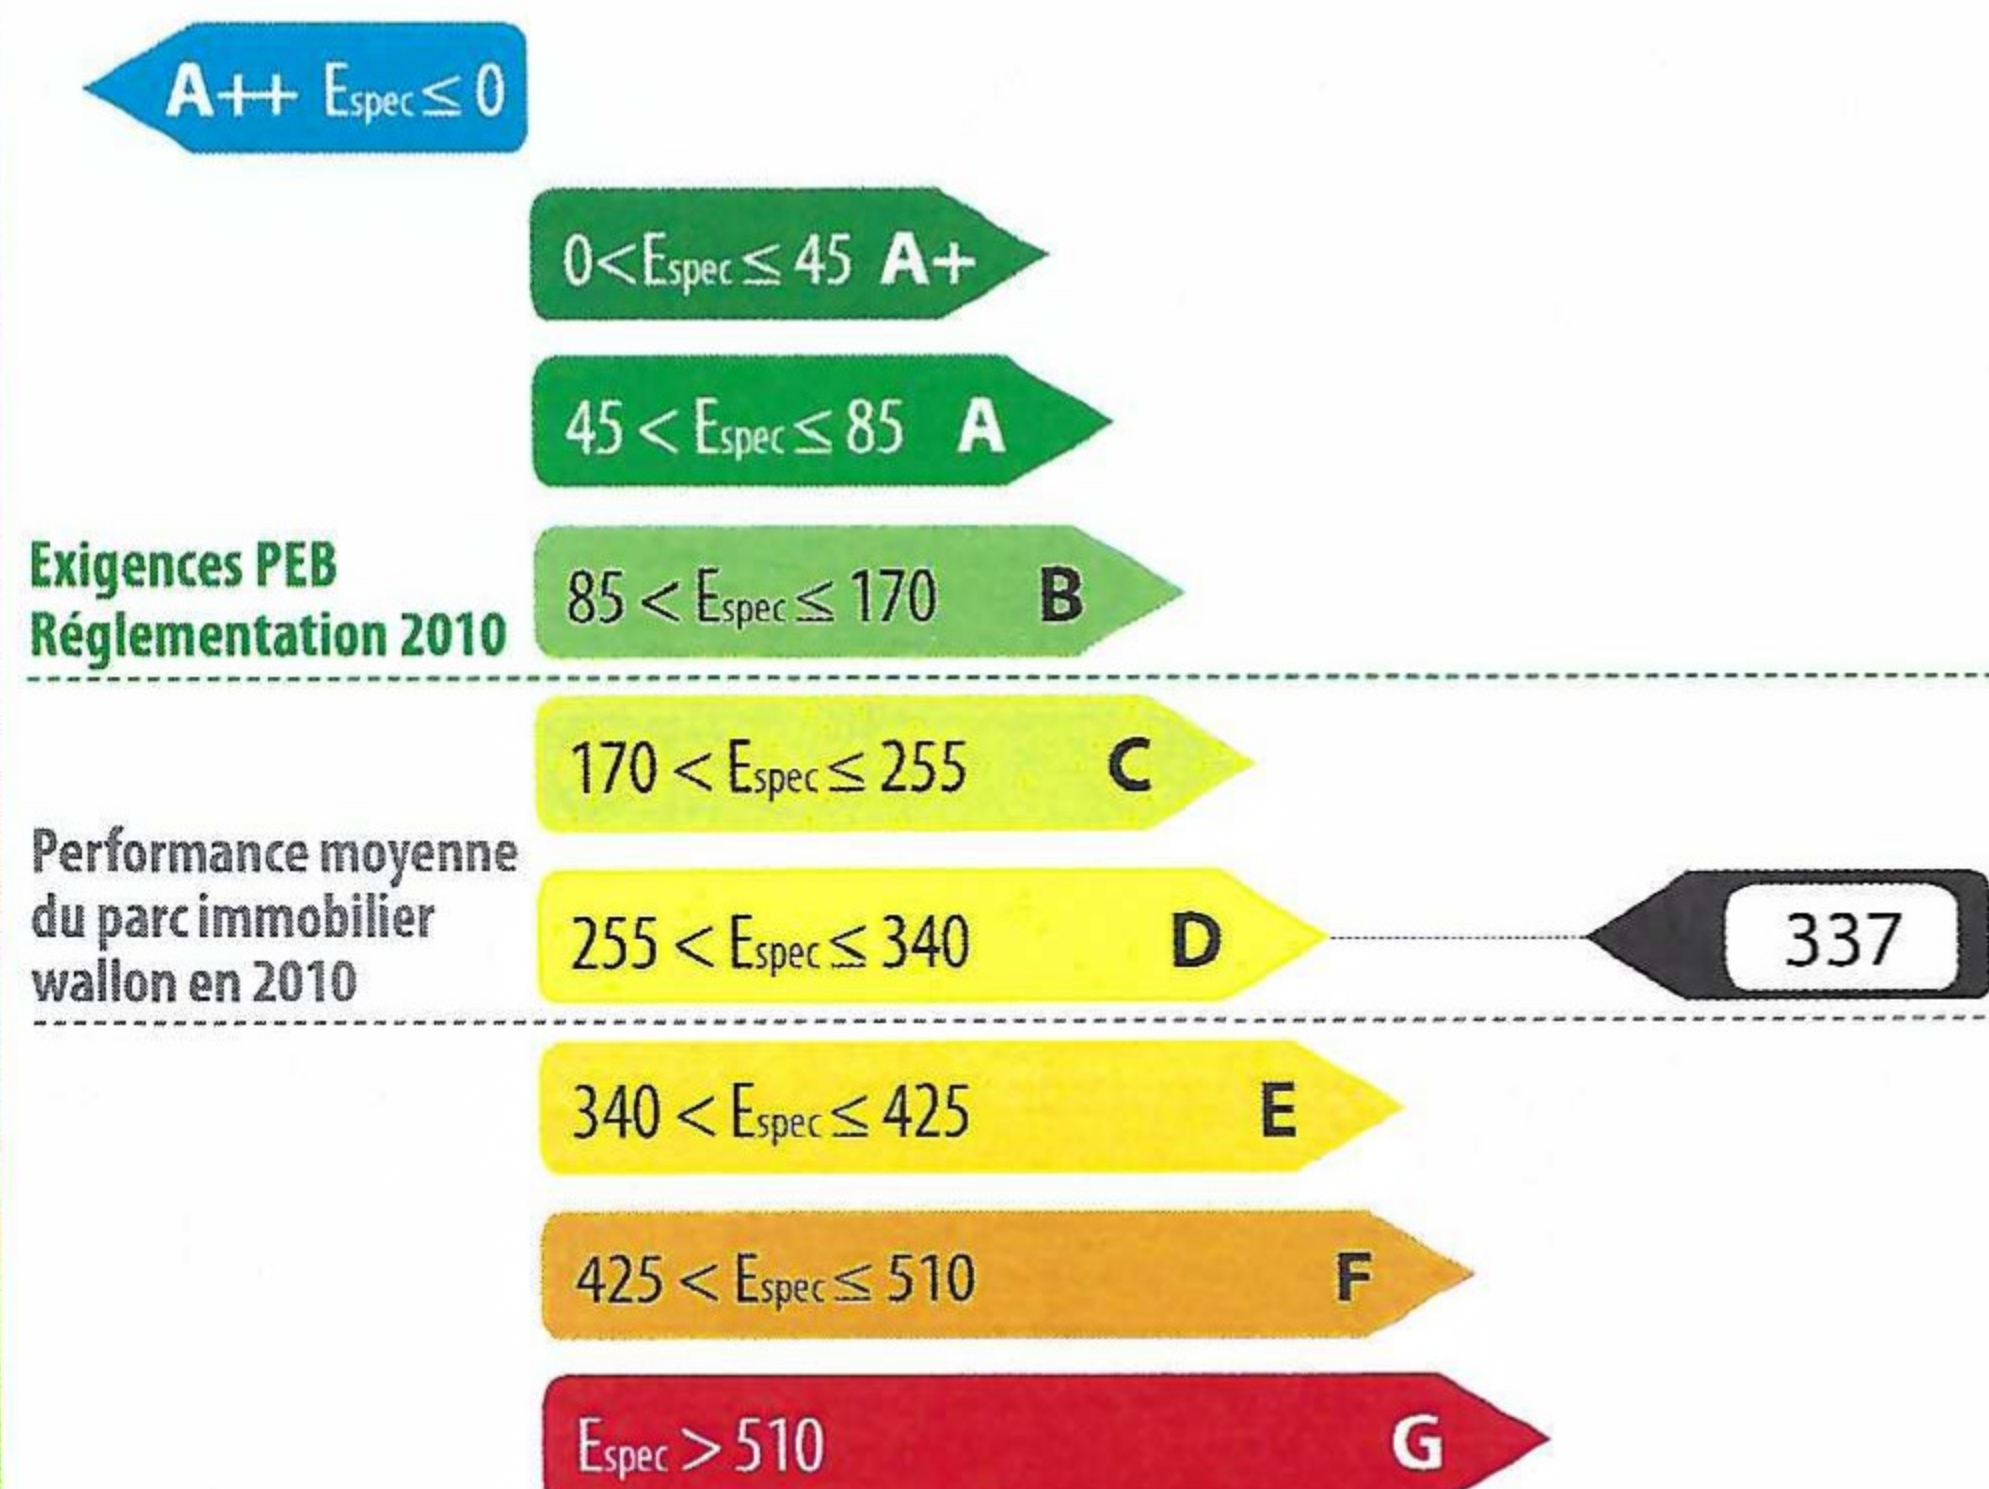 A++ Espec ≤ 0
0<Espec ≤ 45 A+
45 < Espec ≤ 85 A
Exigences PEB
Réglementation 2010
85 < Espec ≤ 170 B
170 < Espec ≤ 255 C
Performance moyenne
du parc immobilier
wallon en 2010
255 < Espec ≤ 340 D
337
340 < Espec ≤ 425 E
425 < Espec ≤ 510 F
Espec > 510 G